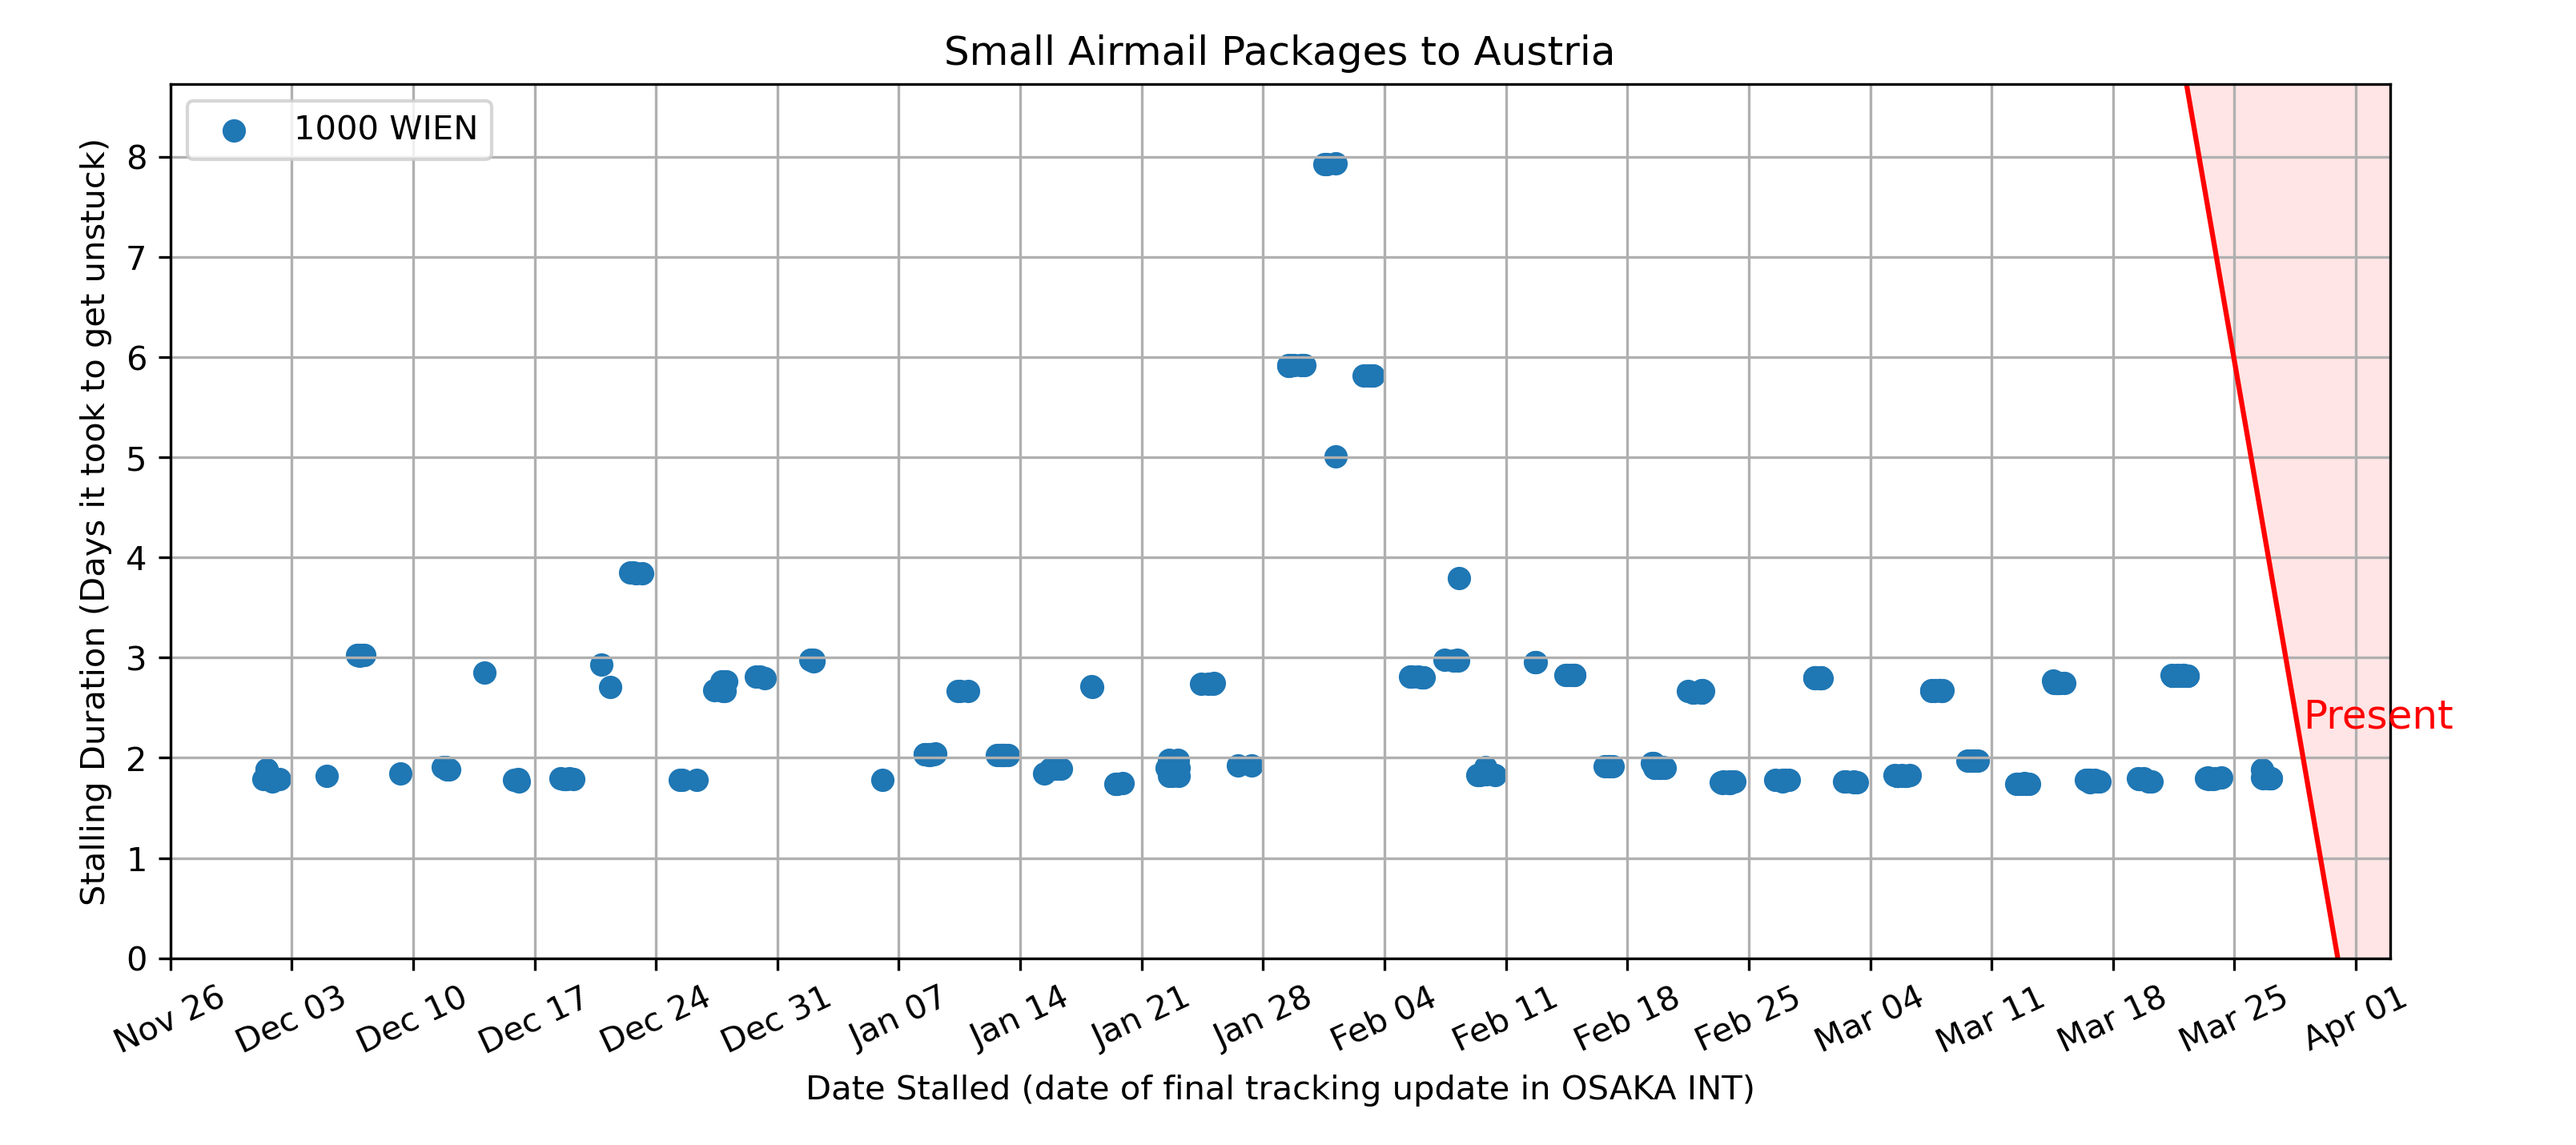 Small Airmail Packages to Austria
1000 WIEN
Stalling Duration (Days it took to get unstuck)
8
7
6
5
4
3
2
1
0
Present
Nov 26
Dec 03
Dec 10
Dec 17
Dec 24
Dec 31
Jan 07
Jan 14
Jan 21
Jan 28
Feb 04
Feb 11
Feb 18
Feb 25
Mar 04
Mar 11
Mar 18
Mar 25
Apr 01
Date Stalled (date of final tracking update in OSAKA INT)